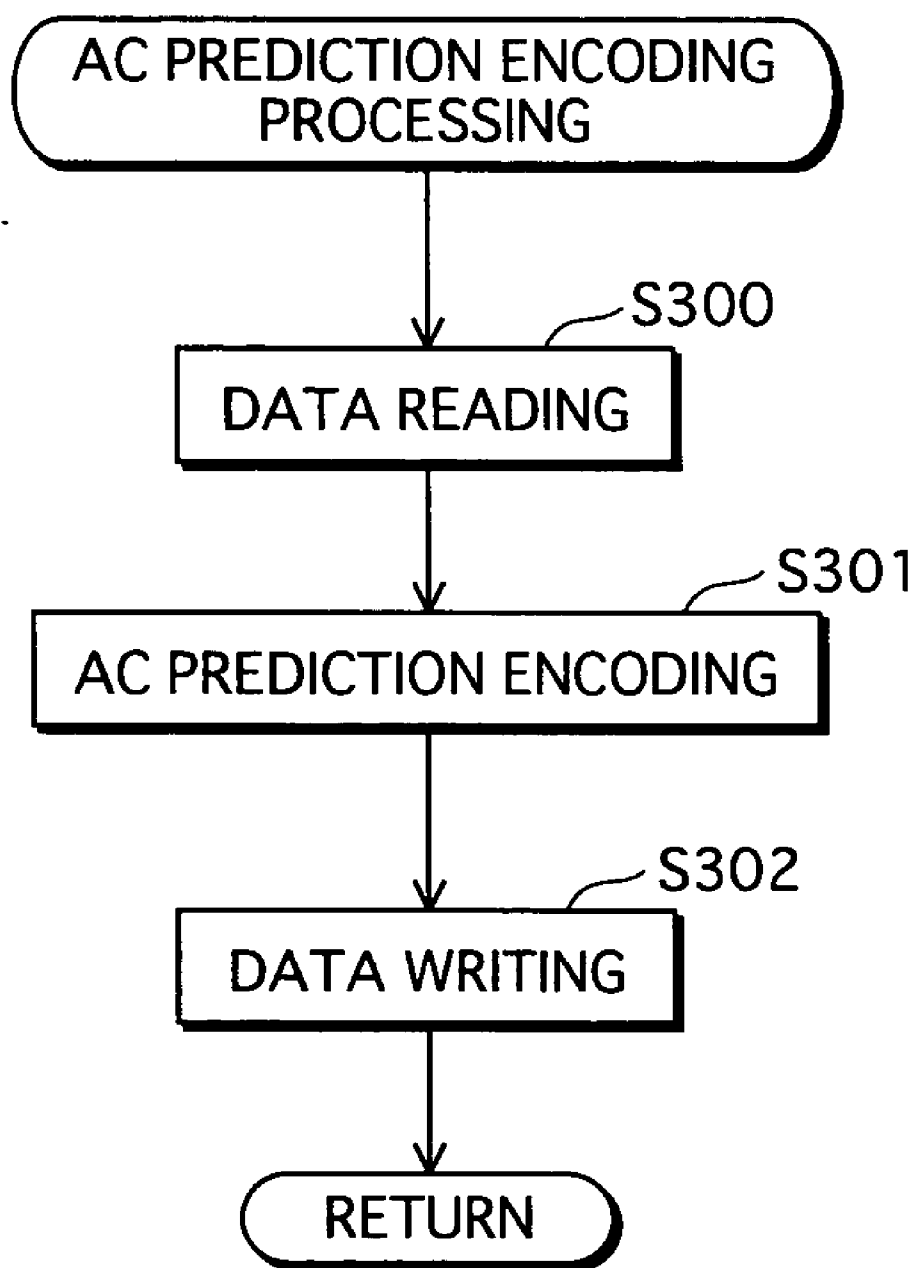 AC PREDICTION ENCODING
PROCESSING
S300
DATA READING
S301
AC PREDICTION ENCODING
S302
DATA WRITING
RETURN